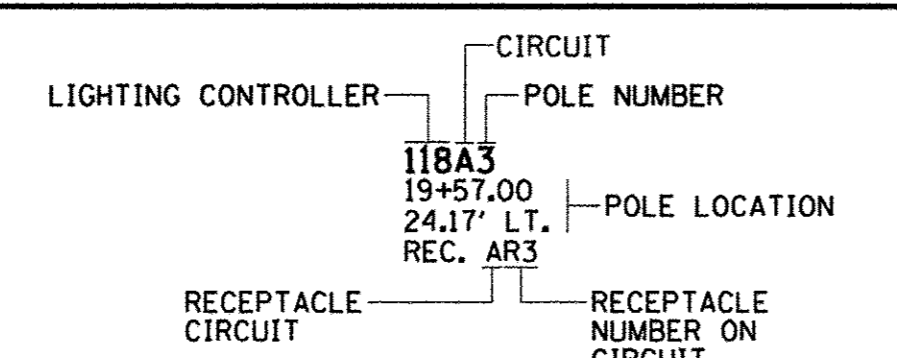 CIRCUIT
LIGHTING CONTROLLER
POLE NUMBER
118A3
19+57.00
24.17' LT.
POLE LOCATION
REC. AR3
RECEPTACLE
CIRCUIT
RECEPTACLE
NUMBER ON
CIRCUIT